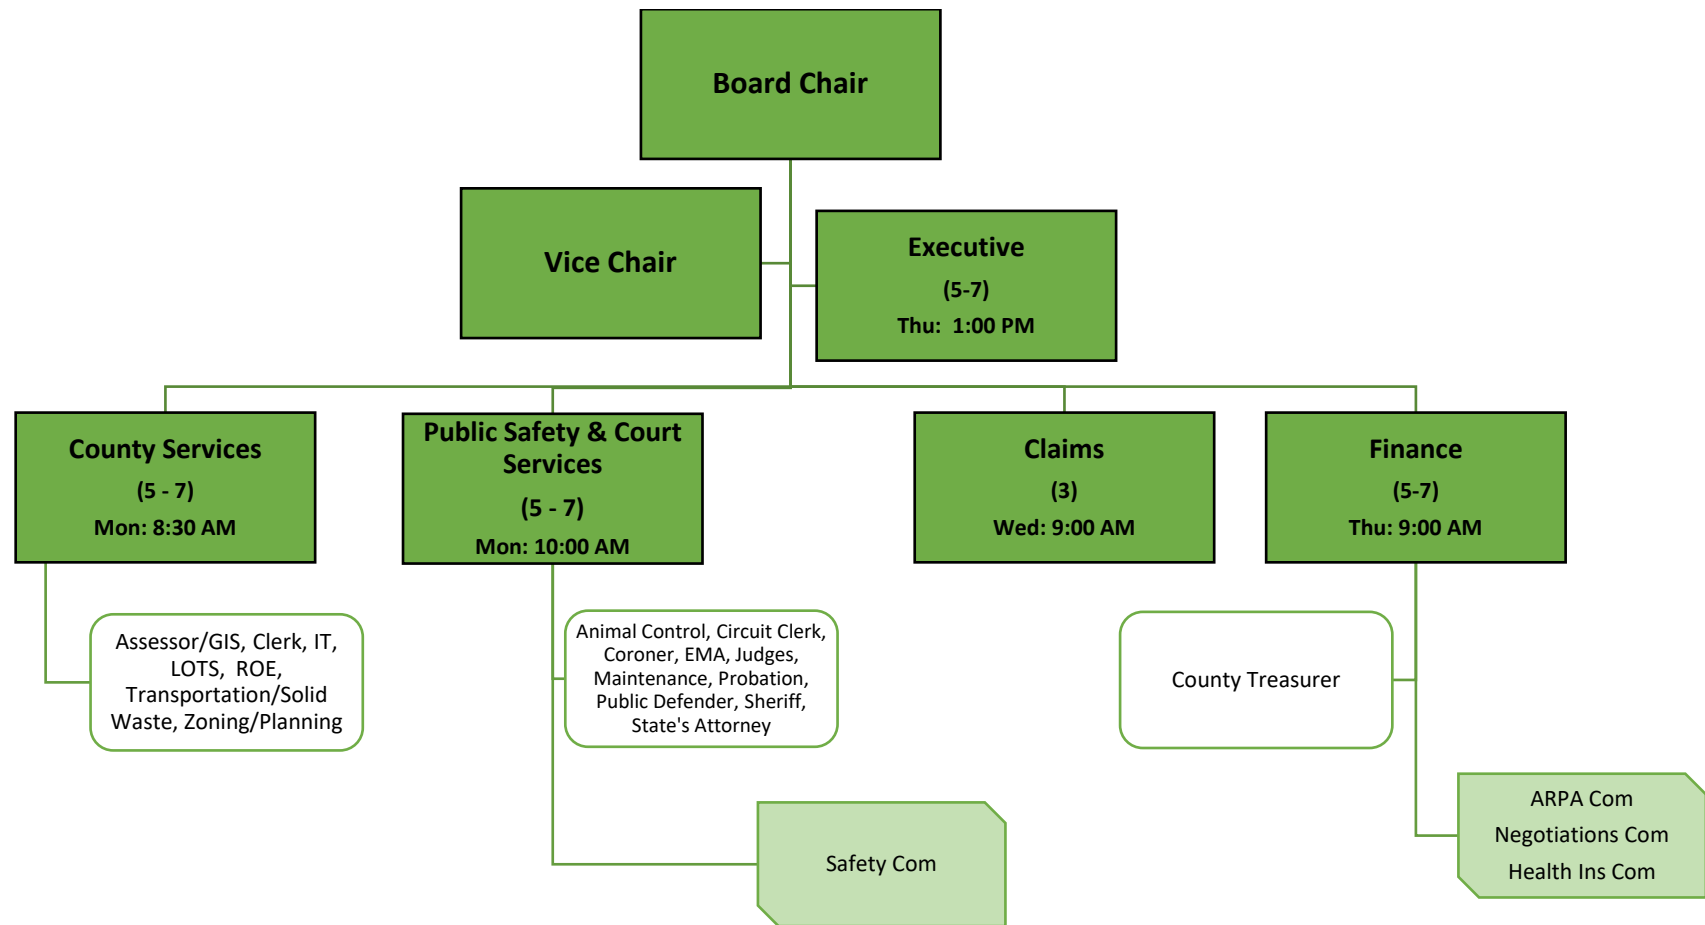 Board Chair
Vice Chair
Executive
(5-7)
Thu:  1:00 PM
County Services
(5 - 7)
Mon: 8:30 AM
Public Safety & Court
Services
(5 - 7)
Mon: 10:00 AM
Claims
(3)
Wed: 9:00 AM
Finance
(5-7)
Thu: 9:00 AM
Assessor/GIS, Clerk, IT,
LOTS,  ROE,
Transportation/Solid
Waste, Zoning/Planning
Animal Control, Circuit Clerk,
Coroner, EMA, Judges,
Maintenance, Probation,
Public Defender, Sheriff,
State's Attorney
County Treasurer
Safety Com
ARPA Com
Negotiations Com
Health Ins Com